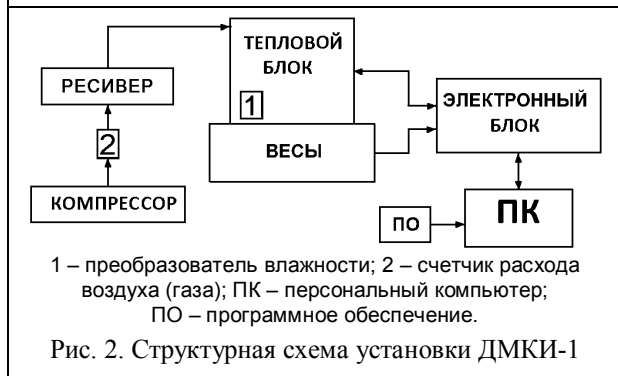 ТЕПЛОВОЙ
БЛОК
РЕСИВЕР
1
ЭЛЕКТРОННЫЙ
БЛОК
2
ВЕСЫ
КОМПРЕССОР
ПО
ПК
1 – преобразователь влажности; 2 – счетчик расхода
воздуха (газа); ПК – персональный компьютер;
ПО – программное обеспечение.
Рис. 2. Структурная схема установки ДМКИ-1